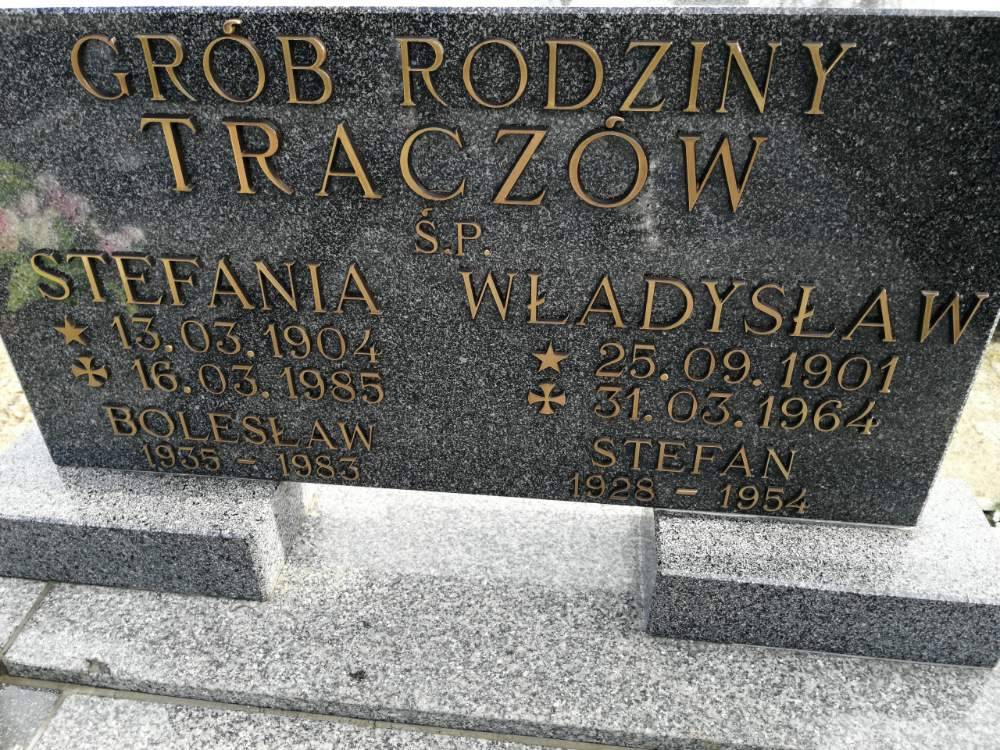 GRÓB RODZINY
TRACZÓW
Ś.P.
STEFANIA
13.03.1904
16.03.1985
BOLESŁAW
1935 - 1983
WŁADYSŁAW
25.09.1901
31.03.1964
STEFAN
1928 - 1954